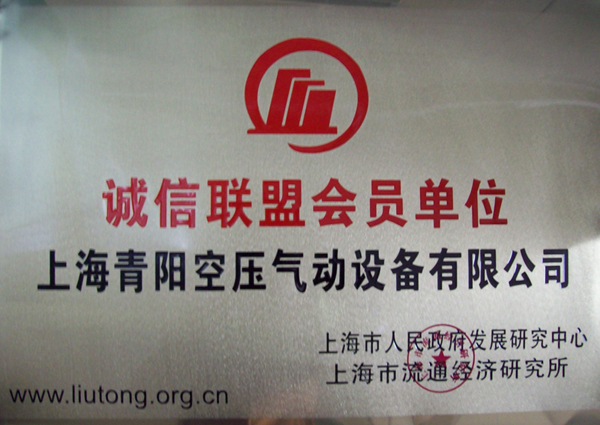 诚信联盟会员单位
上海青阳空压气动设备有限公司
上海市人民政府发展研究中心
上海市流通经济研究所
www.liutong.org.cn